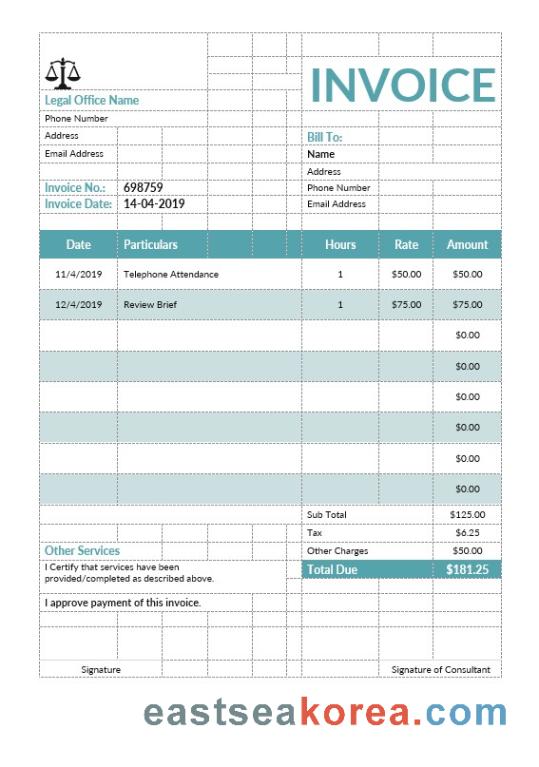 INVOICE
Legal Office Name
Phone Number
Address
Bill To:
Email Address
Name
Address
Invoice No.: 698759
Phone Number
Invoice Date: 14-04-2019
Email Address
Date Particulars Hours Rate Amount
11/4/2019 Telephone Attendance 1 $50.00 $50.00
12/4/2019 Review Brief 1 $75.00 $75.00
$0.00
$0.00
$0.00
$0.00
$0.00
$0.00
Sub Total $125.00
Tax $6.25
Other Services
Other Charges $50.00
I Certify that services have been
provided/completed as described above.
Total Due $181.25
I approve payment of this invoice.
Signature Signature of Consultant
eastseakorea.com